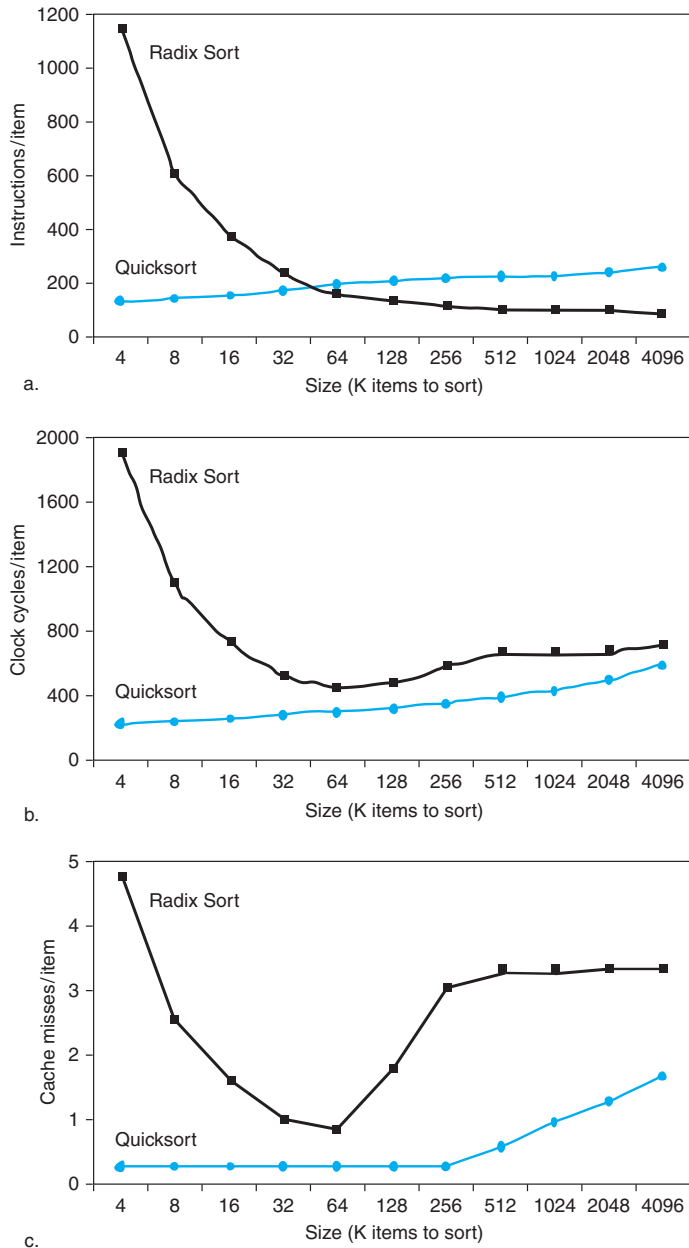 1200
Radix Sort
1000
800
Instructions/item
600
400
Quicksort
200
0
4 8 16 32 64 128 256 512 1024 2048 4096
a.
Size (K items to sort)
2000
Radix Sort
1600
1200
Clock cycles/item
800
Quicksort
400
0
4 8 16 32 64 128 256 512 1024 2048 4096
b.
Size (K items to sort)
5
Radix Sort
4
3
Cache misses/item
2
1
Quicksort
0
4 8 16 32 64 128 256 512 1024 2048 4096
c.
Size (K items to sort)